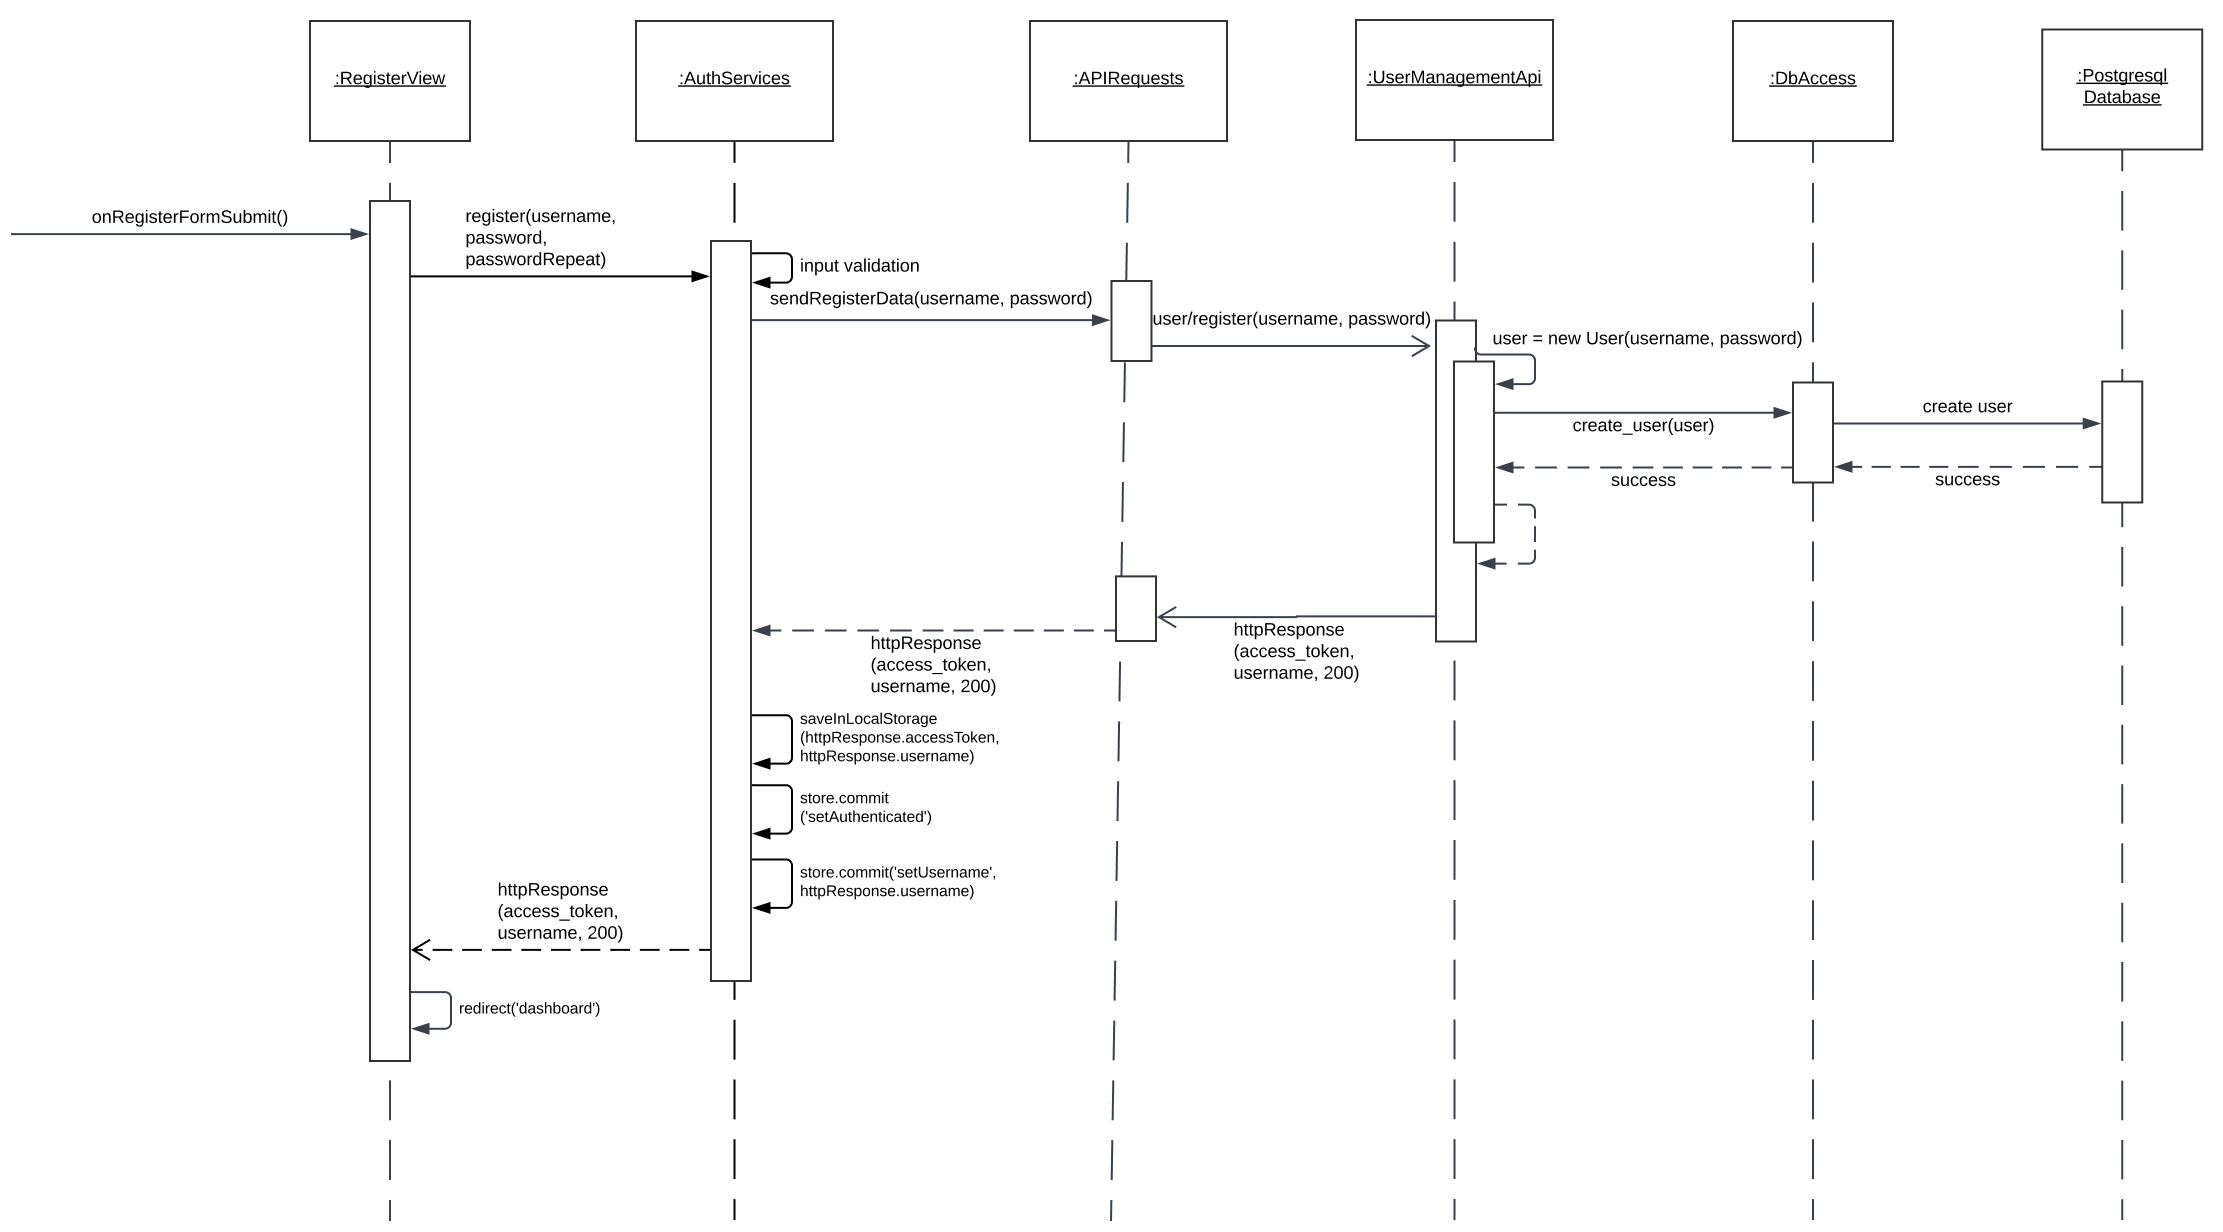 :RegisterView
:AuthServices
:APIRequests
:UserManagementApi
:DbAccess
:Postgresql
Database
onRegisterFormSubmit()
register(username,
password,
passwordRepeat)
input validation
sendRegisterData(username, password)
user/register(username, password)
user = new User(username, password)
create_user(user)
create user
success
success
httpResponse
(access_token,
username, 200)
httpResponse
(access_token,
username, 200)
saveInLocalStorage
(httpResponse.accessToken,
httpResponse.username)
store.commit
('setAuthenticated')
store.commit('setUsername',
httpResponse.username)
httpResponse
(access_token,
username, 200)
redirect('dashboard')